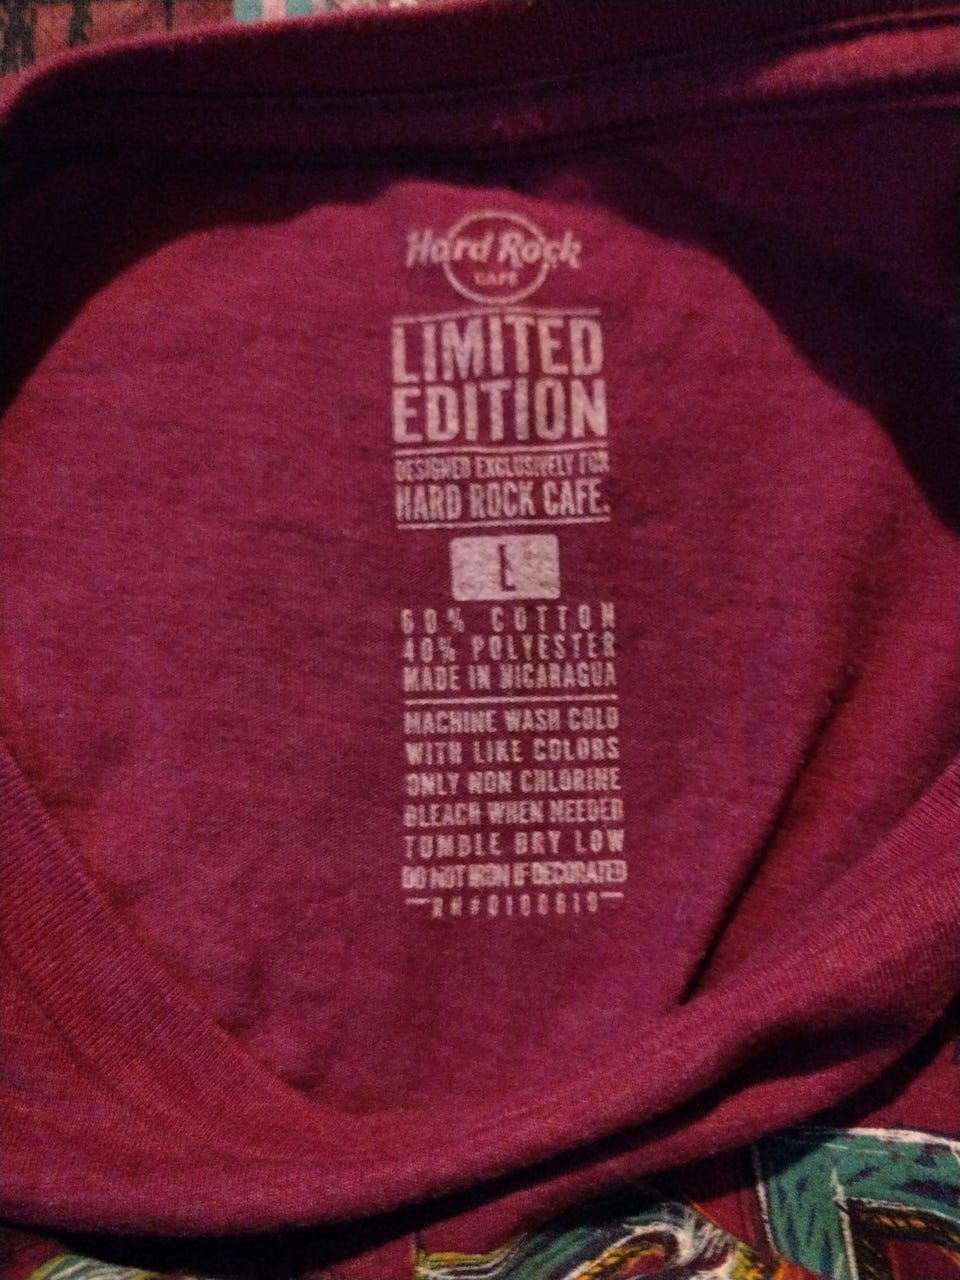 Hard Rock
CAFE
LIMITED
EDITION
DESIGNED EXCLUSIVELY FOR
HARD ROCK CAFE.
L
60% COTTON
40% POLYESTER
MADE IN NICARAGUA
MACHINE WASH COLD
WITH LIKE COLORS
ONLY NON CHLORINE
BLEACH WHEN NEEDED
TUMBLE DRY LOW
DO NOT IRON IF DECORATED